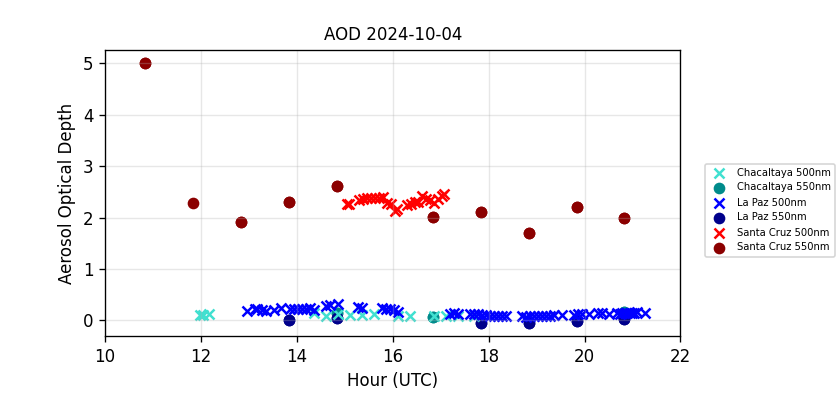 AOD 2024-10-04
Aerosol Optical Depth
5
4
3
2
1
0
10 12 14 16 18 20 22
Hour (UTC)
Chacaltaya 500nm
Chacaltaya 550nm
La Paz 500nm
La Paz 550nm
Santa Cruz 500nm
Santa Cruz 550nm